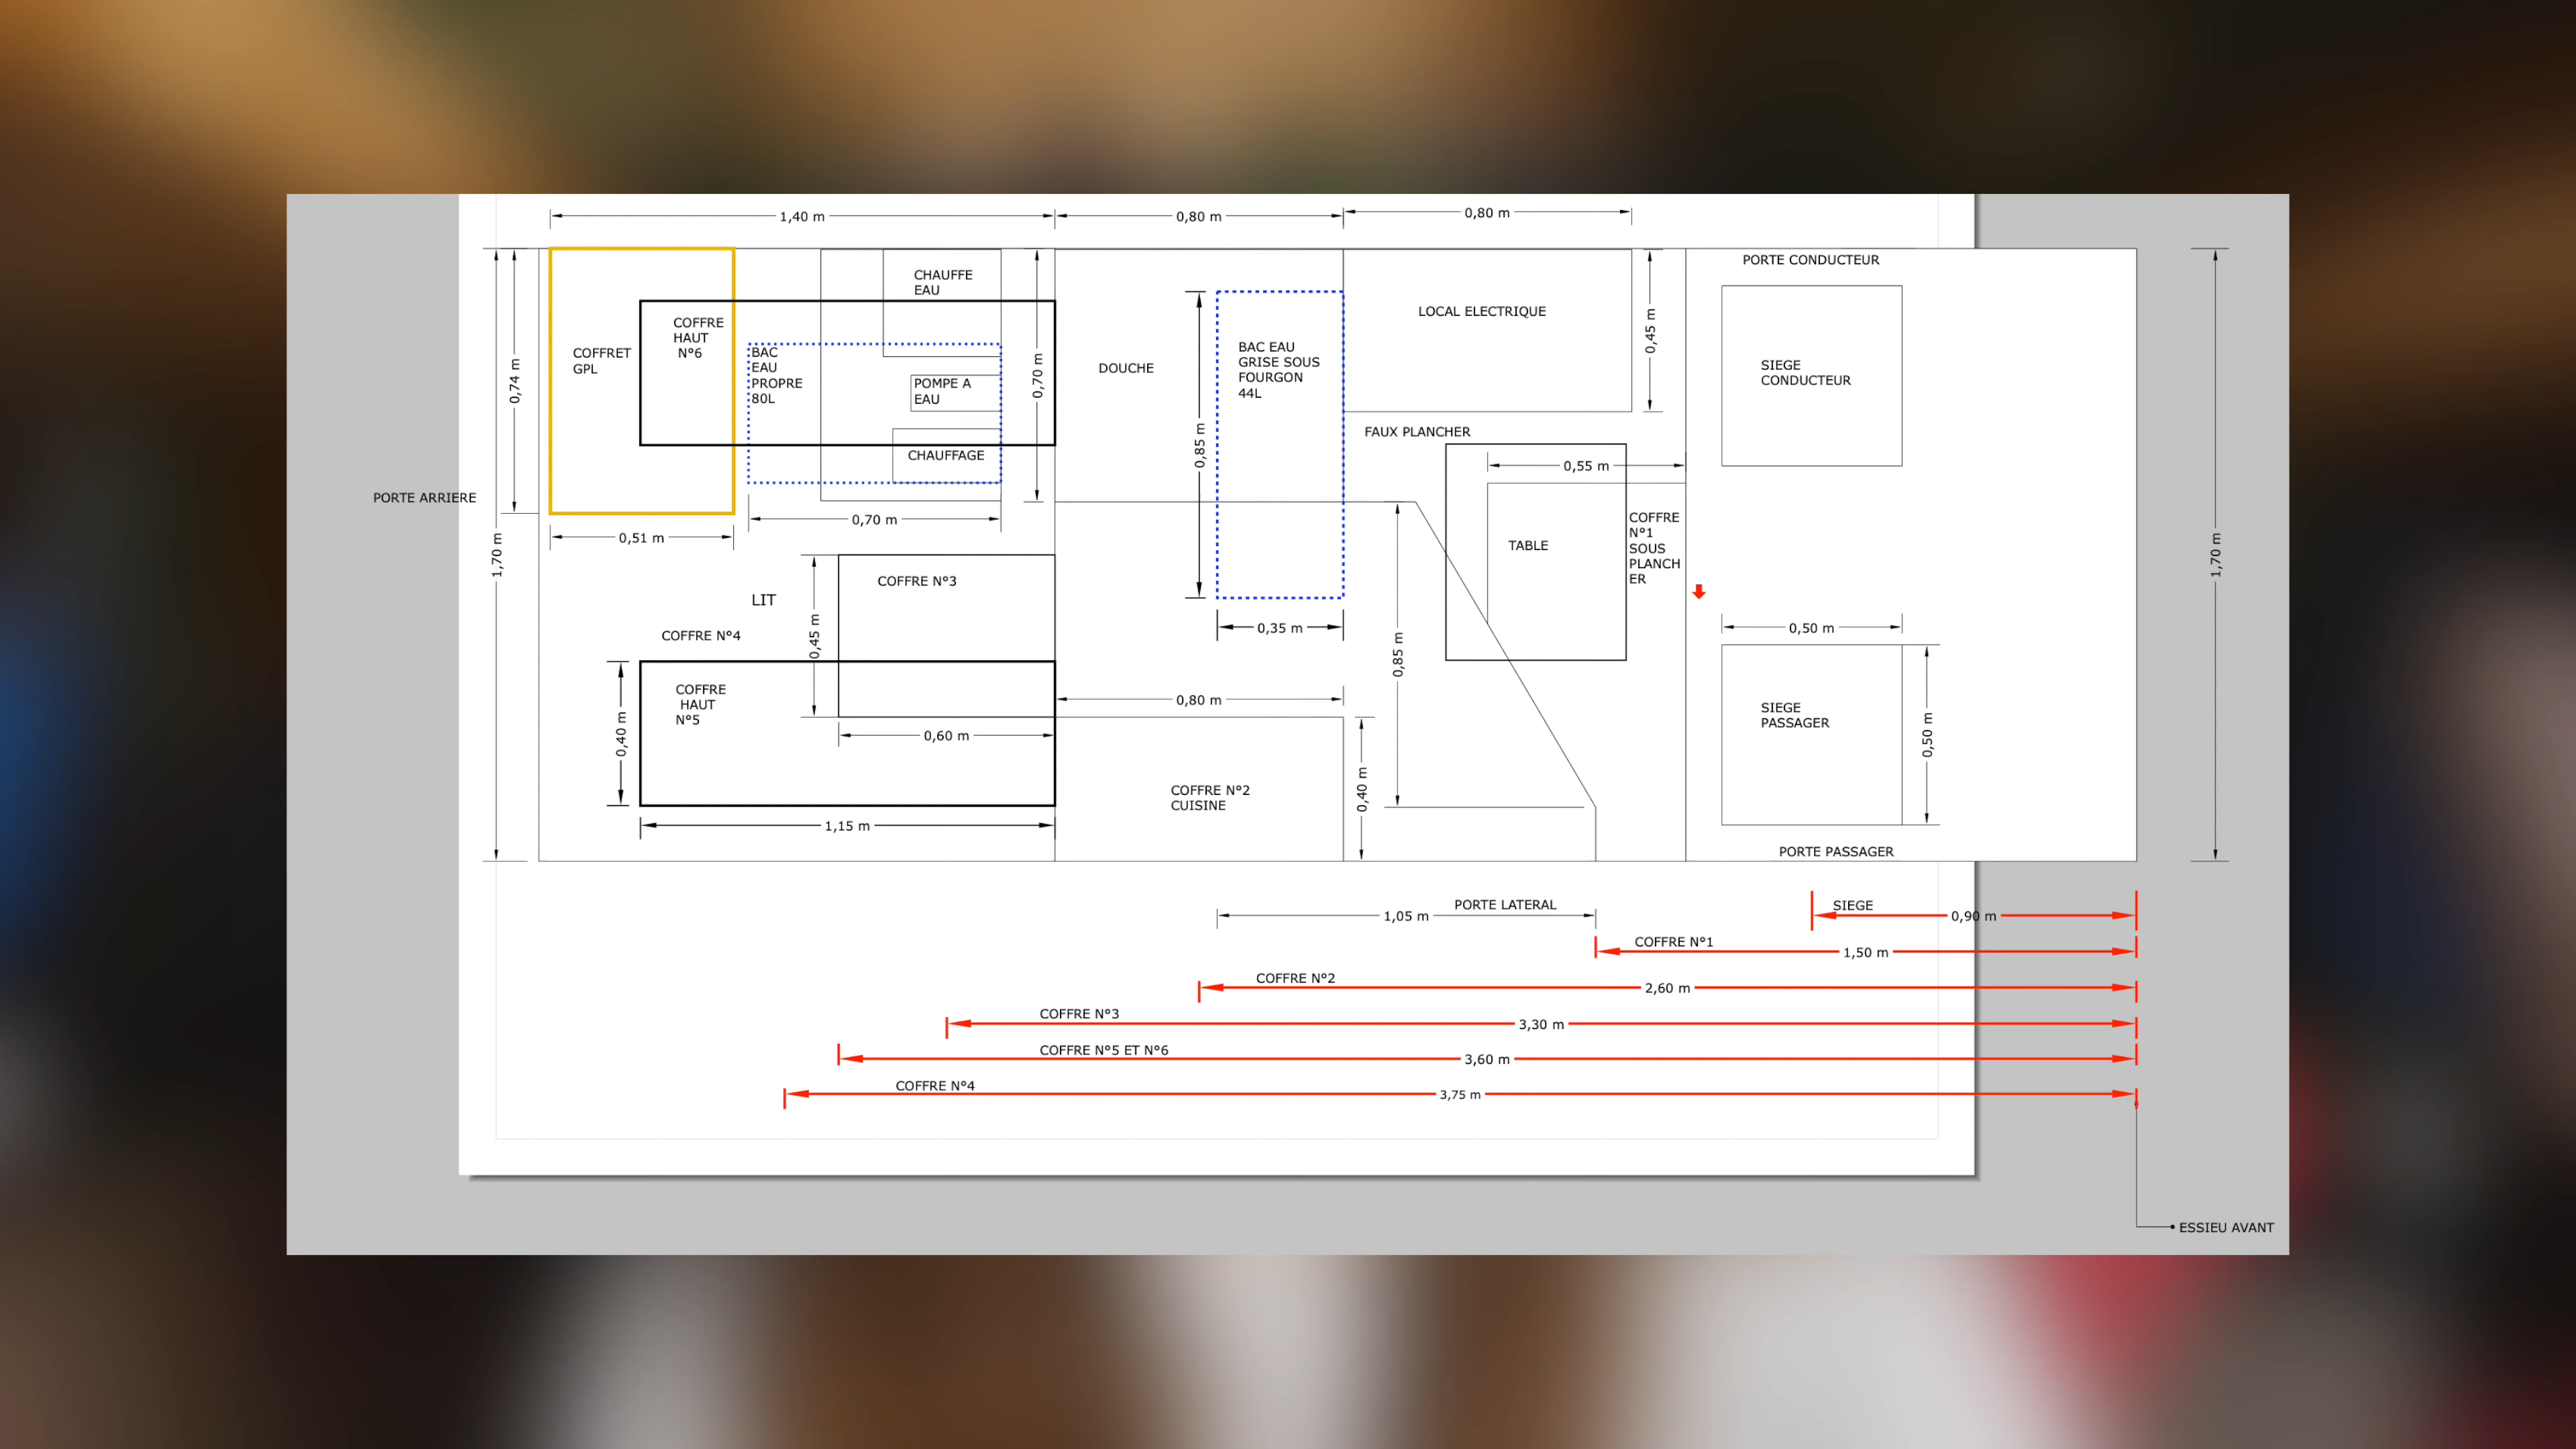 1,40 m
0,80 m
0,80 m
PORTE CONDUCTEUR
CHAUFFE
EAU
LOCAL ELECTRIQUE
COFFRE
HAUT
N°6
COFFRET
GPL
BAC
EAU
PROPRE
80L
POMPE A
EAU
CHAUFFAGE
0,74 m
0,70 m
DOUCHE
BAC EAU
GRISE SOUS
FOURGON
44L
0,85 m
0,45 m
SIEGE
CONDUCTEUR
FAUX PLANCHER
0,55 m
PORTE ARRIERE
0,70 m
0,51 m
1,70 m
COFFRE
N°1
SOUS
PLANCH
ER
TABLE
1,70 m
COFFRE N°3
LIT
0,45 m
COFFRE N°4
0,35 m
0,85 m
0,50 m
COFFRE
HAUT
N°5
0,40 m
0,80 m
0,60 m
SIEGE
PASSAGER
0,50 m
COFFRE N°2
CUISINE
0,40 m
1,15 m
PORTE PASSAGER
PORTE LATERAL
1,05 m
SIEGE
0,90 m
COFFRE N°1
1,50 m
COFFRE N°2
2,60 m
COFFRE N°3
3,30 m
COFFRE N°5 ET N°6
3,60 m
COFFRE N°4
3,75 m
ESSIEU AVANT